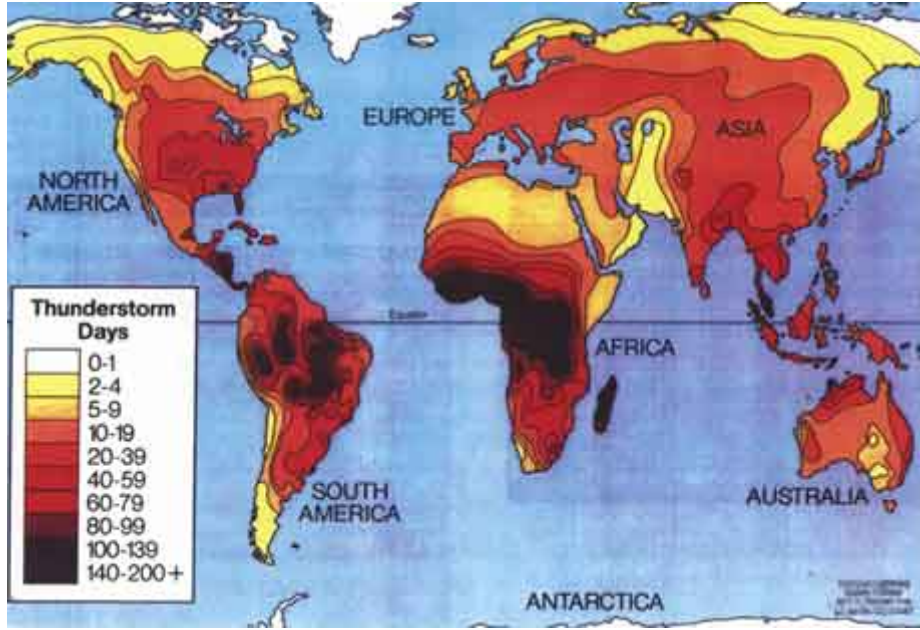 EUROPE
ASIA
NORTH
AMERICA
Thunderstorm
Days
0-1
2-4
5-9
10-19
20-39
40-59
60-79
80-99
100-139
140-200+
Equator
AFRICA
SOUTH
AMERICA
AUSTRALIA
ANTARCTICA